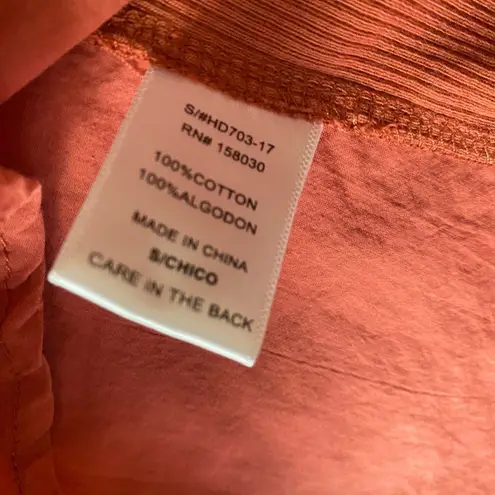 S/#HD703-17
RN# 158030
100%COTTON
100%ALGODON
MADE IN CHINA
S/CHICO
CARE IN THE BACK